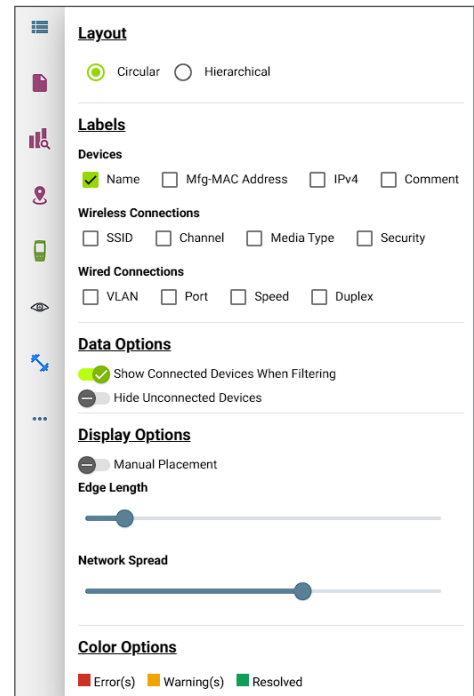 Layout
Circular Hierarchical
Labels
Devices
Name Mfg-MAC Address IPv4 Comment
Wireless Connections
SSID Channel Media Type Security
Wired Connections
VLAN Port Speed Duplex
Data Options
Show Connected Devices When Filtering
Hide Unconnected Devices
Display Options
Manual Placement
Edge Length
Network Spread
Color Options
Error(s) Warning(s) Resolved